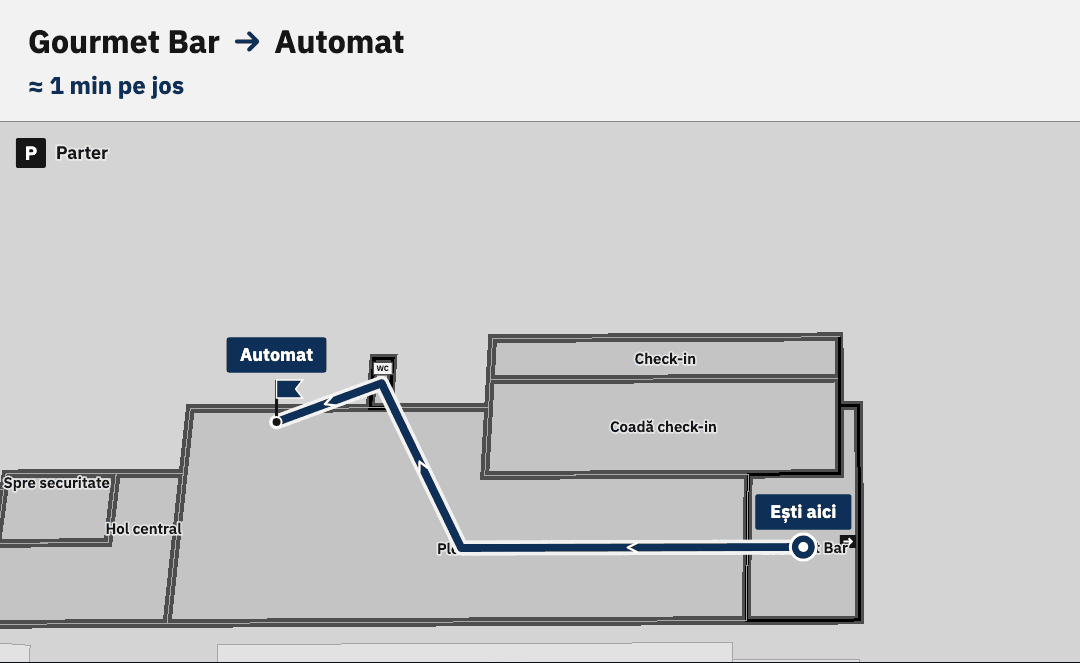 Gourmet Bar → Automat
≈ 1 min pe jos
P Parter
Automat
WC
Check-in
Coadă check-in
Spre securitate
Hol central
Ești aici
Bar